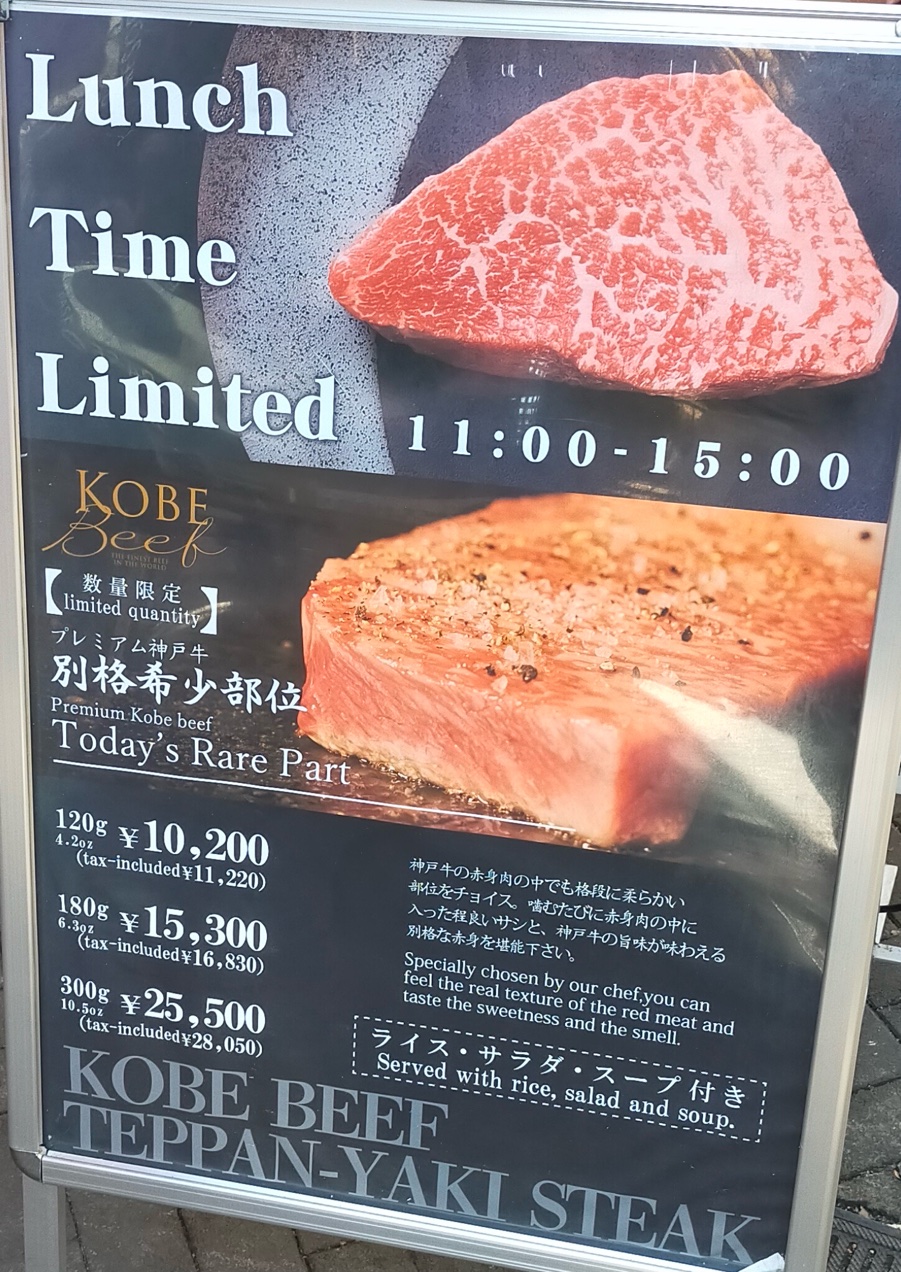 Lunch
Time
Limited
11:00-15:00
KOBE
Beef
THE FINEST BEEF
IN THE WORLD
【数量限定
limited quantity】
プレミアム神戸牛
別格希少部位
Premium Kobe beef
Today's Rare Part
120g ¥10,200
4.2oz (tax-included¥11,220)
180g ¥15,300
6.3oz (tax-included¥16,830)
300g ¥25,500
10.5oz (tax-included¥28,050)
神戸牛の赤身肉の中でも格段に柔らかい
部位をチョイス。噛むたびに赤身肉の中に
入った程良いサシと、神戸牛の旨味が味わえる
別格な赤身を堪能下さい。
Specially chosen by our chef,you can
feel the real texture of the red meat and
taste the sweetness and the smell.
ライス・サラダ・スープ付き
Served with rice, salad and soup.
KOBE BEEF
TEPPAN-YAKI STEAK